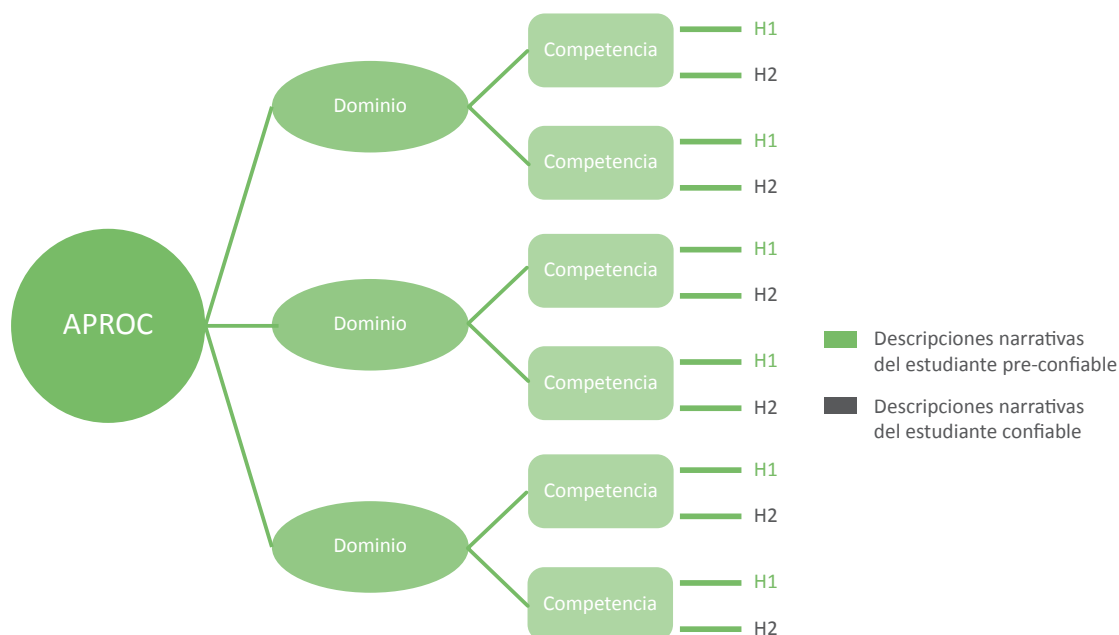 APROC
Dominio
Competencia
H1
H2
Competencia
H1
H2
Dominio
Competencia
H1
H2
Competencia
H1
H2
Dominio
Competencia
H1
H2
Competencia
H1
H2
Descripciones narrativas
del estudiante pre-confiable
Descripciones narrativas
del estudiante confiable